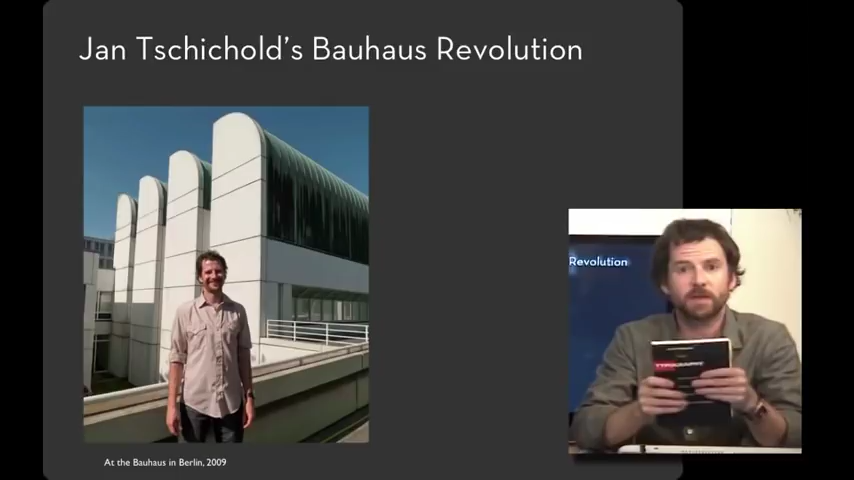 Jan Tschichold's Bauhaus Revolution
Revolution
At the Bauhaus in Berlin, 2009